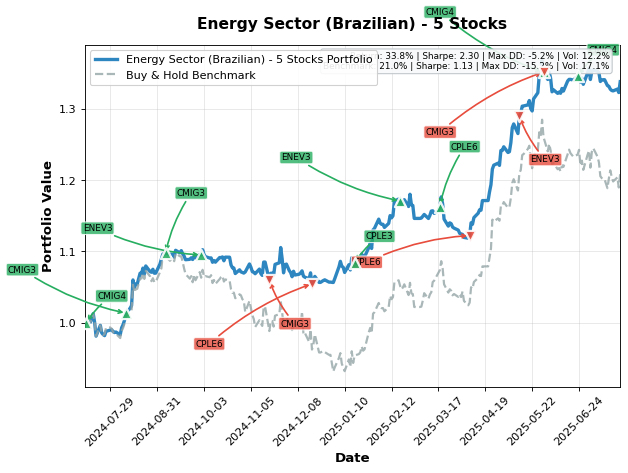 CMIG4
Energy Sector (Brazilian) - 5 Stocks
Energy Sector (Brazilian) - 5 Stocks Portfolio
Buy & Hold Benchmark
33.8% | Sharpe: 2.30 | Max DD: -5.2% | Vol: 12.2%
21.0% | Sharpe: 1.13 | Max DD: -15.2% | Vol: 17.1%
CMIG4
CMIG3
CPLE6
ENEV3
ENEV3
CMIG3
ENEV3
CPLE3
CPLE6
CMIG3
CMIG4
CMIG3
CPLE6
Portfolio Value
1.3
1.2
1.1
1.0
2024-07-29
2024-08-31
2024-10-03
2024-11-05
2024-12-08
2025-01-10
2025-02-12
2025-03-17
2025-04-19
2025-05-22
2025-06-24
Date